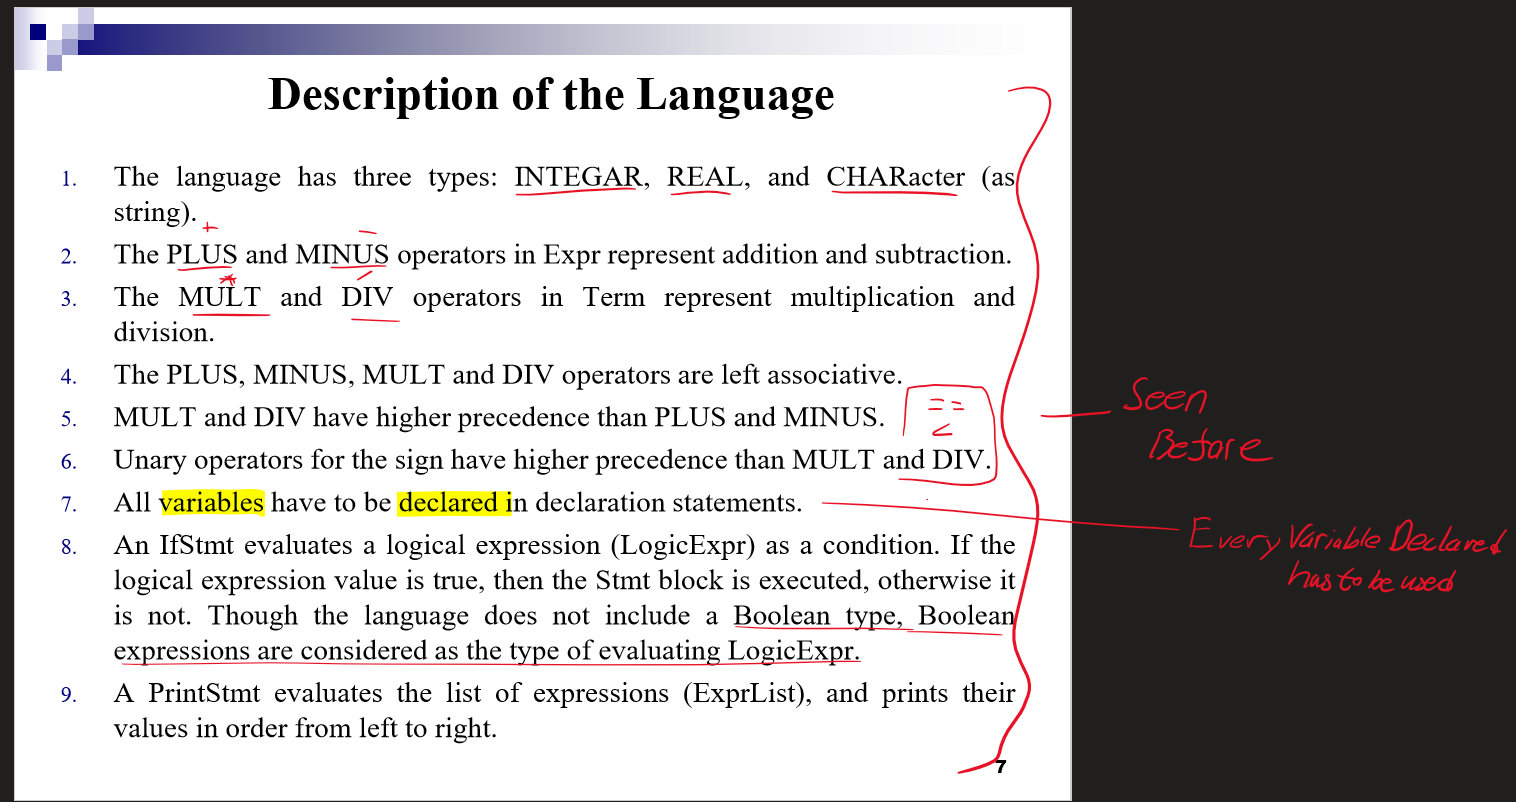 Description of the Language
1. The language has three types: INTEGAR, REAL, and CHARacter (as
string).
+ −
2. The PLUS and MINUS operators in Expr represent addition and subtraction.
* /
3. The MULT and DIV operators in Term represent multiplication and
division.
4. The PLUS, MINUS, MULT and DIV operators are left associative.
5. MULT and DIV have higher precedence than PLUS and MINUS.
==
<
6. Unary operators for the sign have higher precedence than MULT and DIV.
Seen
Before
7. All variables have to be declared in declaration statements.
Every Variable Declared
has to be used
8. An IfStmt evaluates a logical expression (LogicExpr) as a condition. If the
logical expression value is true, then the Stmt block is executed, otherwise it
is not. Though the language does not include a Boolean type, Boolean
expressions are considered as the type of evaluating LogicExpr.
9. A PrintStmt evaluates the list of expressions (ExprList), and prints their
values in order from left to right.
7